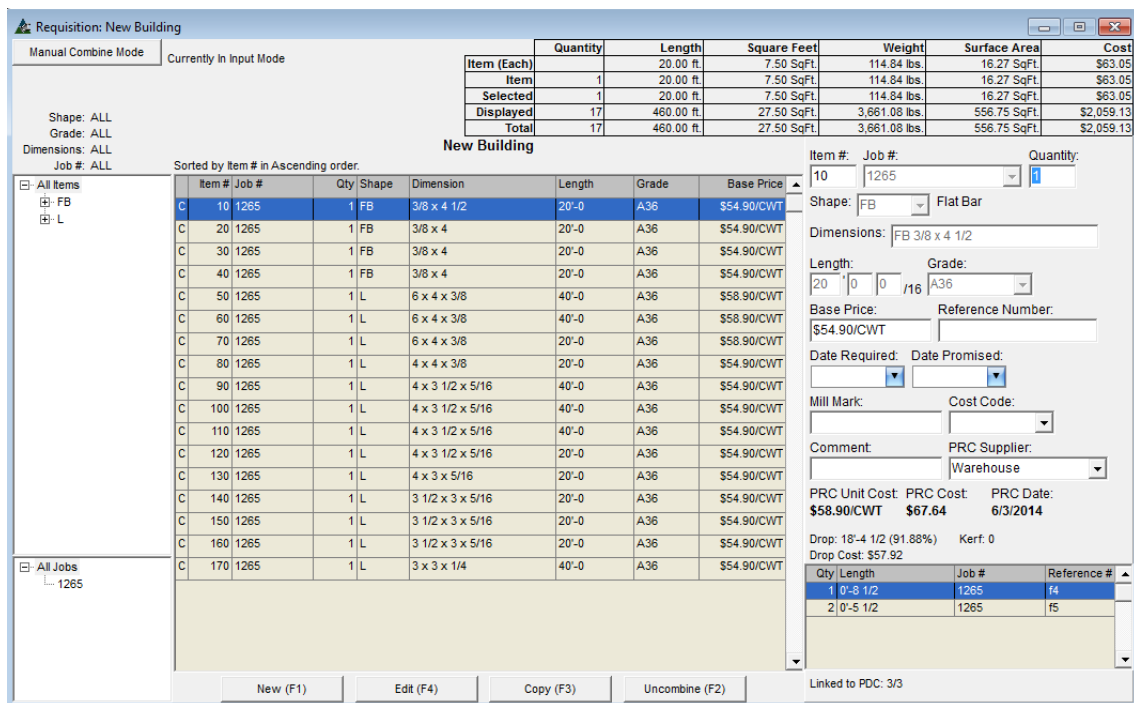 Requisition: New Building
Manual Combine Mode
Currently In Input Mode
Quantity Length Square Feet Weight Surface Area Cost
Item (Each) 20.00 ft. 7.50 SqFt. 114.84 lbs. 16.27 SqFt. $63.05
Item 1 20.00 ft. 7.50 SqFt. 114.84 lbs. 16.27 SqFt. $63.05
Selected 1 20.00 ft. 7.50 SqFt. 114.84 lbs. 16.27 SqFt. $63.05
Displayed 17 460.00 ft. 27.50 SqFt. 3,661.08 lbs. 556.75 SqFt. $2,059.13
Total 17 460.00 ft. 27.50 SqFt. 3,661.08 lbs. 556.75 SqFt. $2,059.13
Shape: ALL
Grade: ALL
Dimensions: ALL
Job #: ALL
New Building
Sorted by Item # in Ascending order.
All Items
FB
L
All Jobs
1265
Item # Job # Qty Shape Dimension Length Grade Base Price
C 10 1265 1 FB 3/8 x 4 1/2 20'-0 A36 $54.90/CWT
C 20 1265 1 FB 3/8 x 4 20'-0 A36 $54.90/CWT
C 30 1265 1 FB 3/8 x 4 20'-0 A36 $54.90/CWT
C 40 1265 1 FB 3/8 x 4 20'-0 A36 $54.90/CWT
C 50 1265 1 L 6 x 4 x 3/8 40'-0 A36 $58.90/CWT
C 60 1265 1 L 6 x 4 x 3/8 40'-0 A36 $58.90/CWT
C 70 1265 1 L 6 x 4 x 3/8 20'-0 A36 $58.90/CWT
C 80 1265 1 L 4 x 4 x 3/8 20'-0 A36 $54.90/CWT
C 90 1265 1 L 4 x 3 1/2 x 5/16 40'-0 A36 $54.90/CWT
C 100 1265 1 L 4 x 3 1/2 x 5/16 40'-0 A36 $54.90/CWT
C 110 1265 1 L 4 x 3 1/2 x 5/16 40'-0 A36 $54.90/CWT
C 120 1265 1 L 4 x 3 1/2 x 5/16 20'-0 A36 $54.90/CWT
C 130 1265 1 L 4 x 3 x 5/16 20'-0 A36 $54.90/CWT
C 140 1265 1 L 3 1/2 x 3 x 5/16 20'-0 A36 $54.90/CWT
C 150 1265 1 L 3 1/2 x 3 x 5/16 20'-0 A36 $54.90/CWT
C 160 1265 1 L 3 1/2 x 3 x 5/16 20'-0 A36 $54.90/CWT
C 170 1265 1 L 3 x 3 x 1/4 40'-0 A36 $54.90/CWT
New (F1) Edit (F4) Copy (F3) Uncombine (F2)
Item #: Job #: Quantity:
10 1265 1
Shape: FB Flat Bar
Dimensions: FB 3/8 x 4 1/2
Length: Grade:
20 ' 0 0 /16 A36
Base Price: Reference Number:
$54.90/CWT
Date Required: Date Promised:
Mill Mark: Cost Code:
Comment: PRC Supplier:
Warehouse
PRC Unit Cost: PRC Cost: PRC Date:
$58.90/CWT $67.64 6/3/2014
Drop: 18'-4 1/2 (91.88%) Kerf: 0
Drop Cost: $57.92
Qty Length Job # Reference #
1 0'-8 1/2 1265 f4
2 0'-5 1/2 1265 f5
Linked to PDC: 3/3